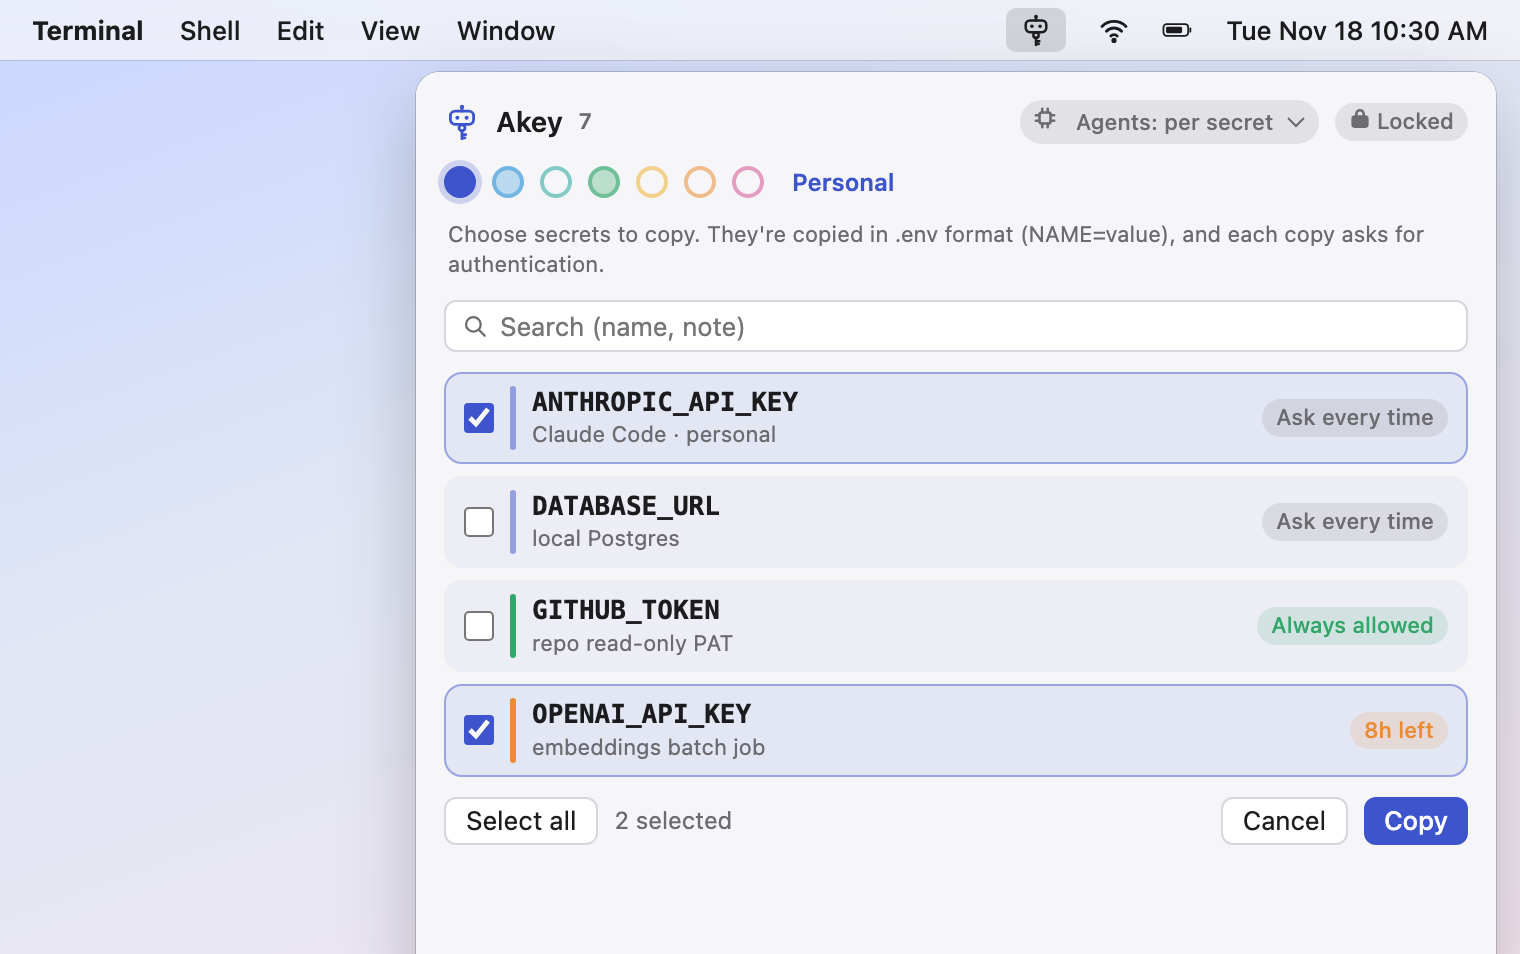 Terminal Shell Edit View Window Tue Nov 18 10:30 AM
Akey 7 Agents: per secret Locked
Personal
Choose secrets to copy. They're copied in .env format (NAME=value), and each copy asks for
authentication.
Search (name, note)
ANTHROPIC_API_KEY
Claude Code · personal
Ask every time
DATABASE_URL
local Postgres
Ask every time
GITHUB_TOKEN
repo read-only PAT
Always allowed
OPENAI_API_KEY
embeddings batch job
8h left
Select all 2 selected Cancel Copy